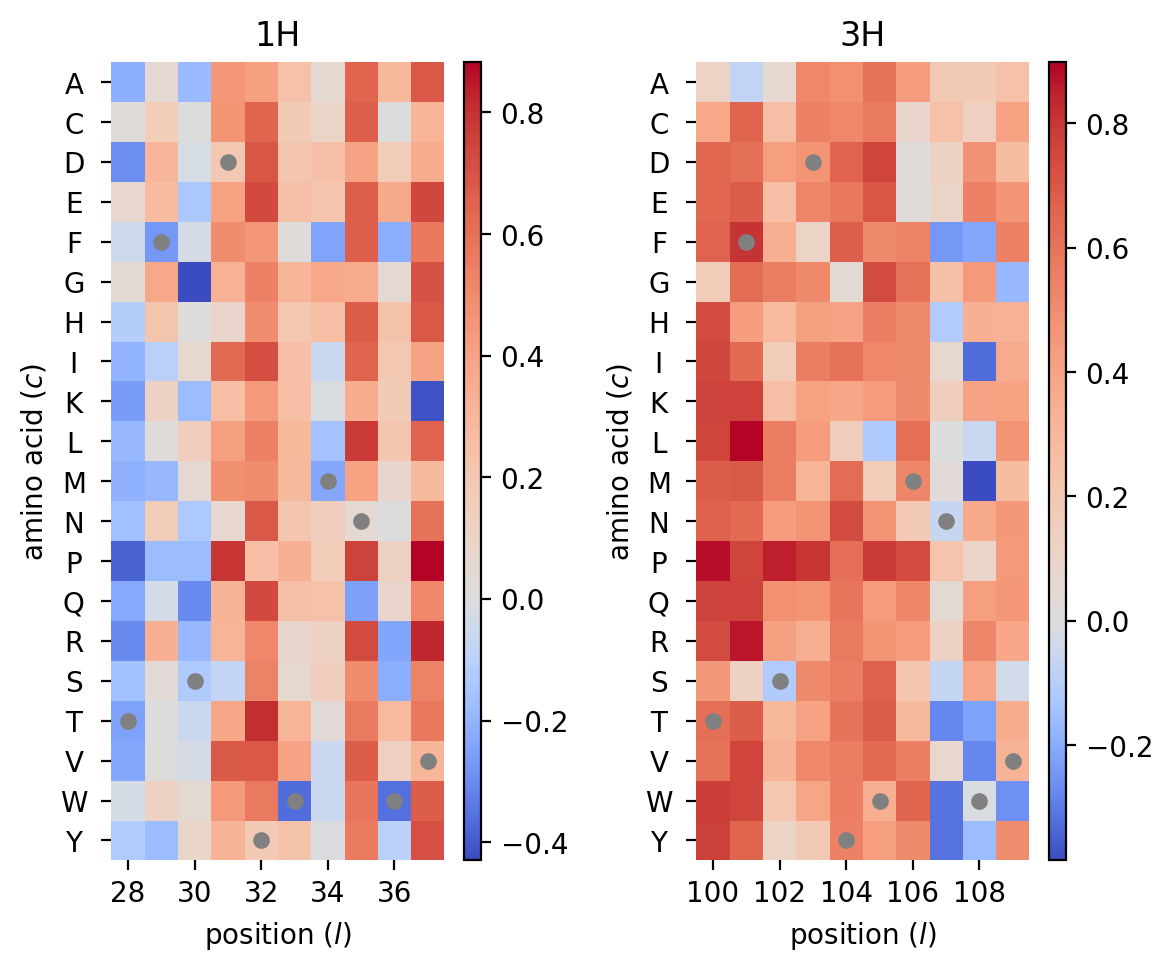 1H
3H
A
C
D
E
F
G
H
I
K
L
M
N
P
Q
R
S
T
V
W
Y
amino acid (c)
28 30 32 34 36
position (l)
0.8
0.6
0.4
0.2
0.0
−0.2
−0.4
A
C
D
E
F
G
H
I
K
L
M
N
P
Q
R
S
T
V
W
Y
amino acid (c)
100 102 104 106 108
position (l)
0.8
0.6
0.4
0.2
0.0
−0.2